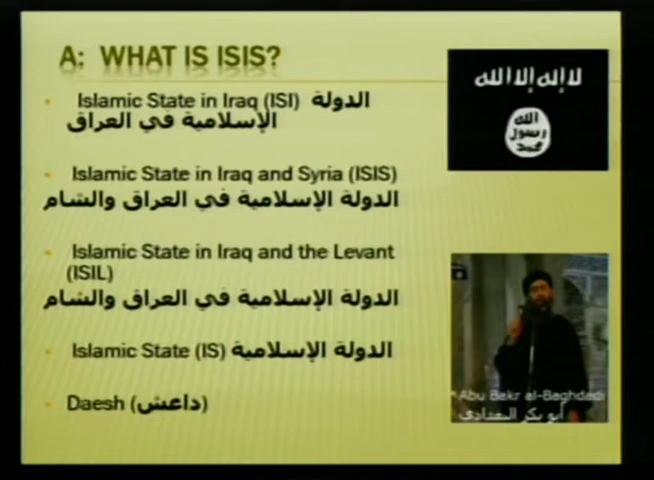 A: WHAT IS ISIS?
Islamic State in Iraq (ISI) الدولة
الإسلامية في العراق
Islamic State in Iraq and Syria (ISIS)
الدولة الإسلامية في العراق والشام
Islamic State in Iraq and the Levant
(ISIL)
الدولة الإسلامية في العراق والشام
Islamic State (IS) الدولة الإسلامية
Daesh (داعش)
لا إله إلا الله
الله
رسول
محمد
Abu Bekr al-Baghdadi
أبو بكر البغدادي